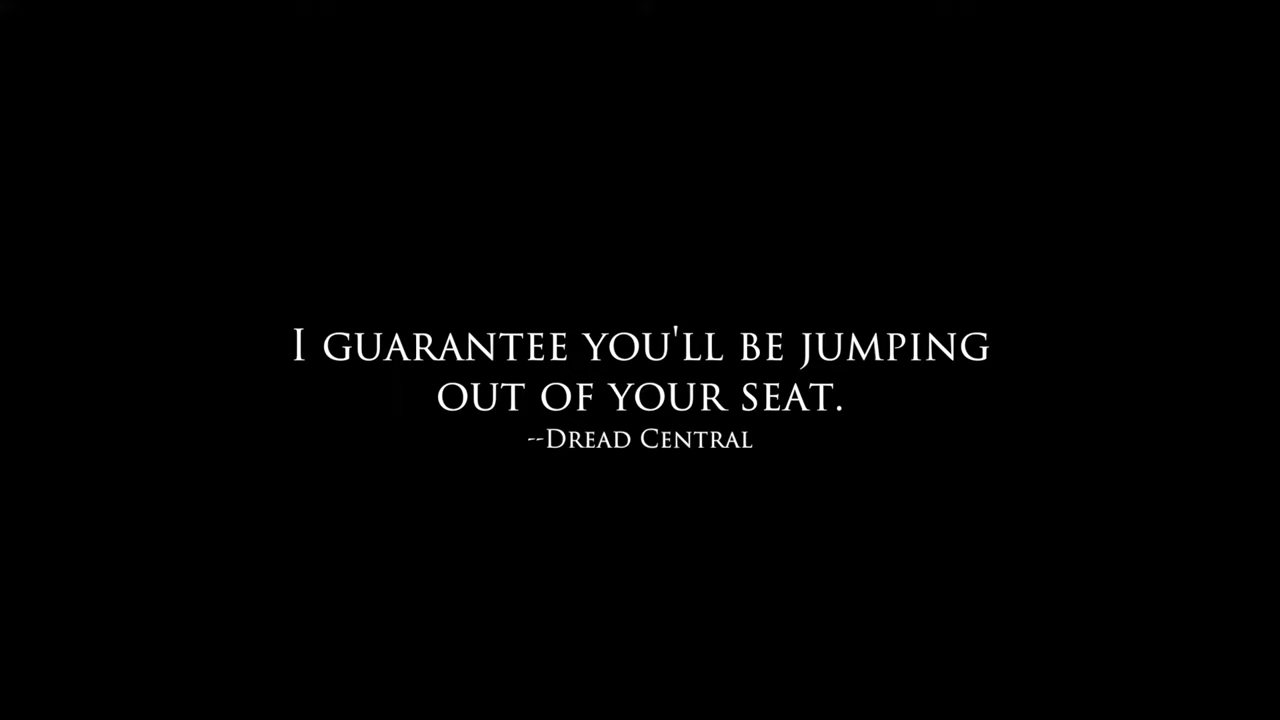 I GUARANTEE YOU'LL BE JUMPING
OUT OF YOUR SEAT.
--DREAD CENTRAL